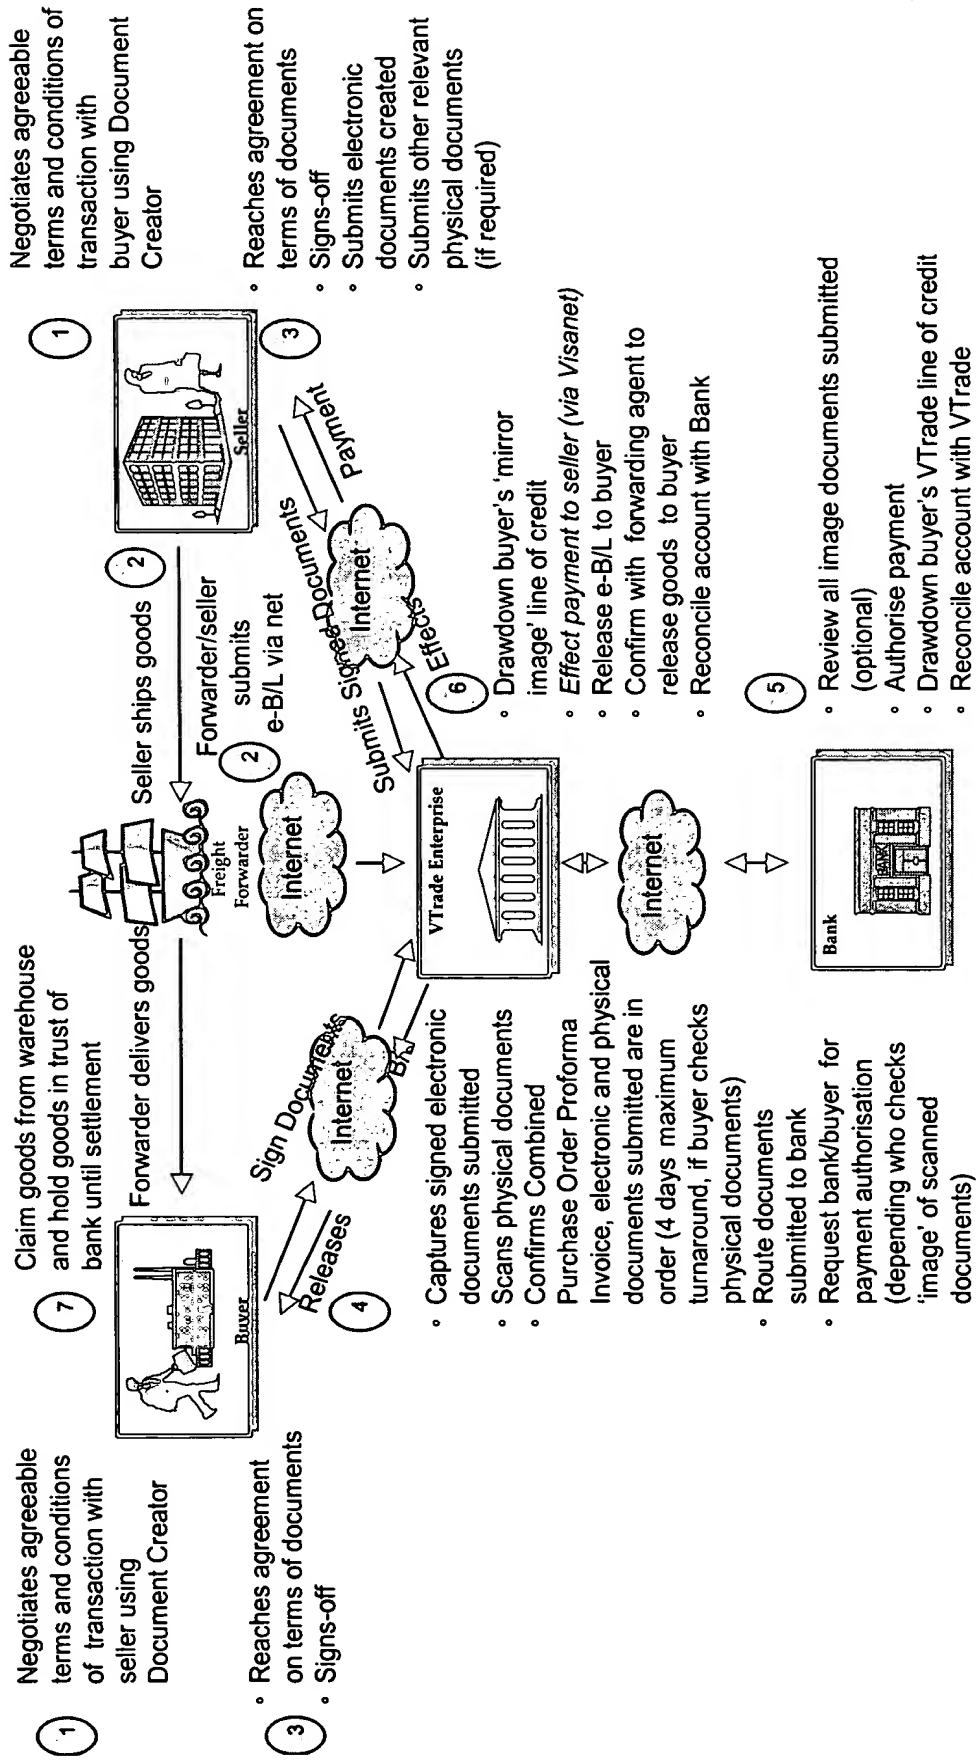 1
Negotiates agreeable
terms and conditions
of transaction with
seller using
Document Creator
3
° Reaches agreement
on terms of documents
° Signs-off
7
Claim goods from warehouse
and hold goods in trust of
bank until settlement
Buyer
Forwarder delivers goods
Freight
Forwarder
Seller ships goods
2
Forwarder/seller
submits
e-B/L via net
2
Internet
Seller
1
Negotiates agreeable
terms and conditions of
transaction with
buyer using Document
Creator
3
° Reaches agreement on
terms of documents
° Signs-off
° Submits electronic
documents created
° Submits other relevant
physical documents
(if required)
Sign Documents
Internet
Releases
4
° Captures signed electronic
documents submitted
° Scans physical documents
° Confirms Combined
Purchase Order Proforma
Invoice, electronic and physical
documents submitted are in
order (4 days maximum
turnaround, if buyer checks
physical documents)
° Route documents
submitted to bank
° Request bank/buyer for
payment authorisation
(depending who checks
'image' of scanned
documents)
VTrade Enterprise
Submits Signed Documents
Internet
Payment
Effects
6
° Drawdown buyer's 'mirror
image' line of credit
° Effect payment to seller (via Visanet)
° Release e-B/L to buyer
° Confirm with forwarding agent to
release goods to buyer
° Reconcile account with Bank
Internet
Bank
BANK
5
° Review all image documents submitted
(optional)
° Authorise payment
° Drawdown buyer's VTrade line of credit
° Reconcile account with VTrade